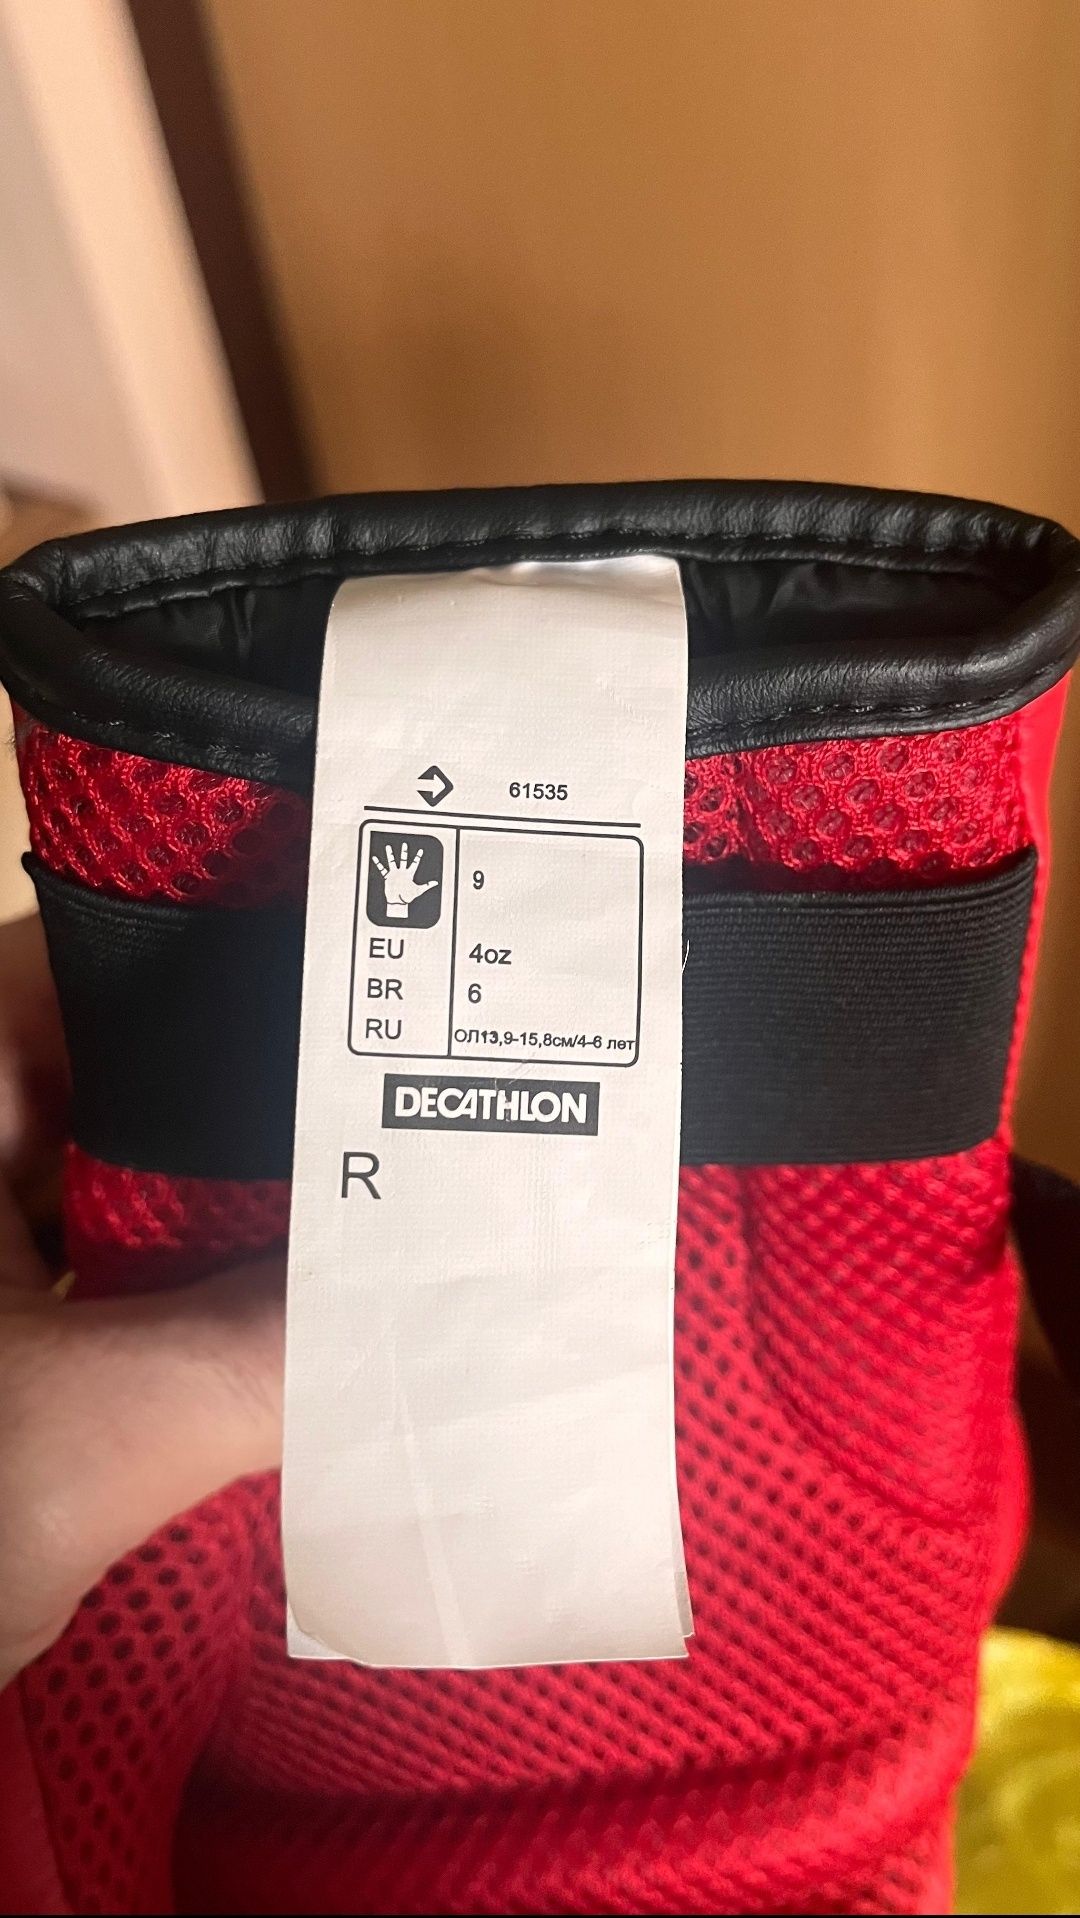 61535
9
EU 4oz
BR 6
RU ОЛ13,9-15,8см/4-6 лет
DECATHLON
R